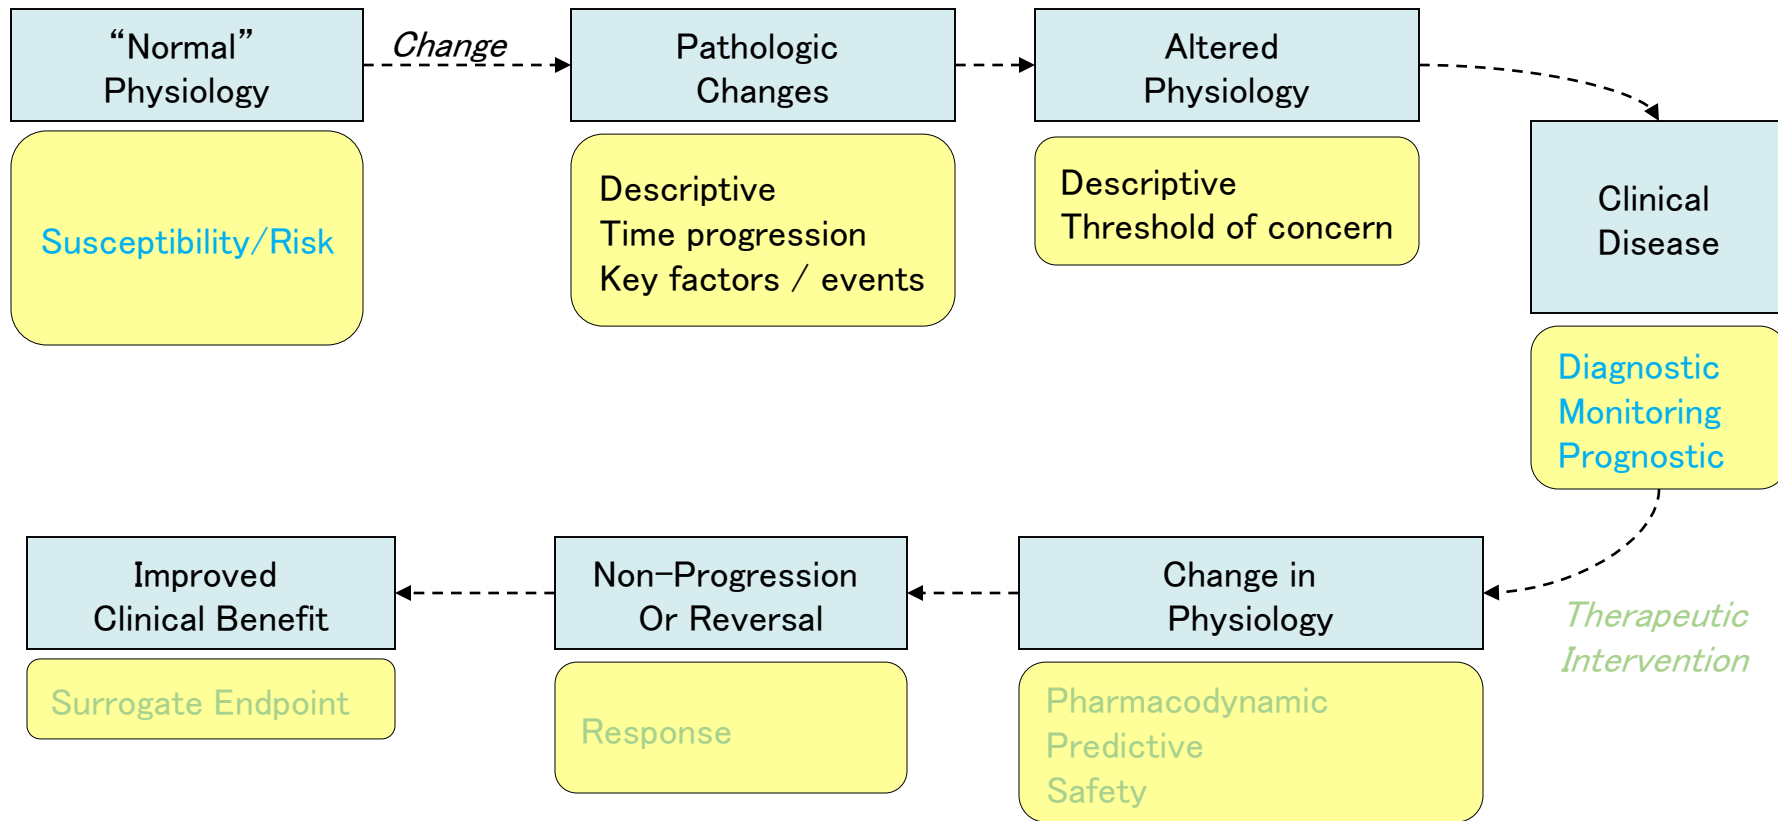 “Normal”
Physiology
Change
Pathologic
Changes
Altered
Physiology
Susceptibility/Risk
Descriptive
Time progression
Key factors / events
Descriptive
Threshold of concern
Clinical
Disease
Diagnostic
Monitoring
Prognostic
Therapeutic
Intervention
Change in
Physiology
Pharmacodynamic
Predictive
Safety
Non-Progression
Or Reversal
Response
Improved
Clinical Benefit
Surrogate Endpoint